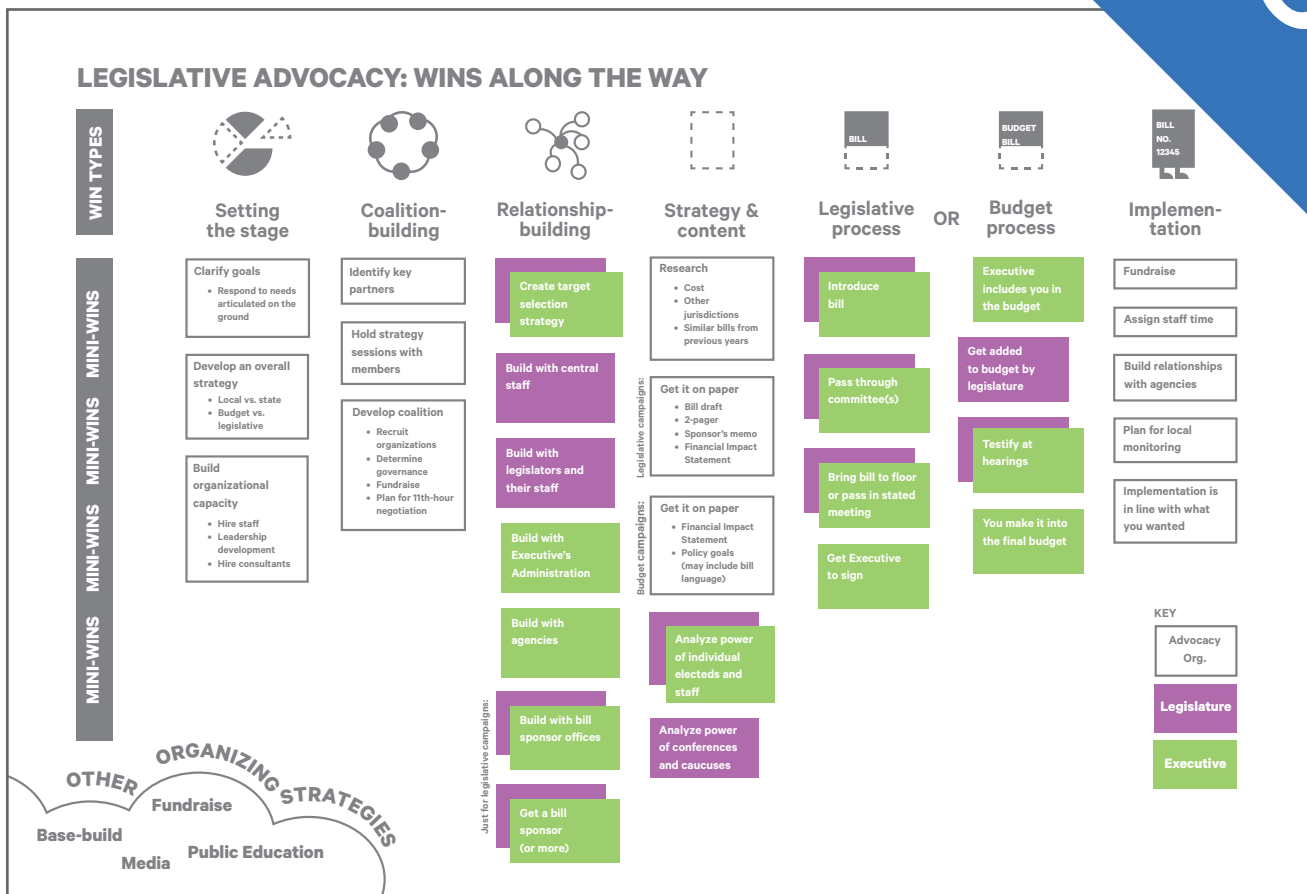 LEGISLATIVE ADVOCACY: WINS ALONG THE WAY
WIN TYPES
BILL
BUDGET
BILL
BILL
NO.
12345
Setting
the stage
Coalition-
building
Relationship-
building
Strategy &
content
Legislative
process
OR
Budget
process
Implemen-
tation
MINI-WINS
MINI-WINS
MINI-WINS
MINI-WINS
Clarify goals
• Respond to needs
articulated on the
ground
Develop an overall
strategy
• Local vs. state
• Budget vs.
legislative
Build
organizational
capacity
• Hire staff
• Leadership
development
• Hire consultants
Identify key
partners
Hold strategy
sessions with
members
Develop coalition
• Recruit
organizations
• Determine
governance
• Fundraise
• Plan for 11th-hour
negotiation
Create target
selection
strategy
Build with central
staff
Build with
legislators and
their staff
Build with
Executive's
Administration
Build with
agencies
Just for legislative campaigns:
Build with bill
sponsor offices
Get a bill
sponsor
(or more)
Research
• Cost
• Other
jurisdictions
• Similar bills from
previous years
Legislative campaigns:
Get it on paper
• Bill draft
• 2-pager
• Sponsor's memo
• Financial Impact
Statement
Budget campaigns:
Get it on paper
• Financial Impact
Statement
• Policy goals
(may include bill
language)
Analyze power
of individual
electeds and
staff
Analyze power
of conferences
and caucuses
Introduce
bill
Pass through
committee(s)
Bring bill to floor
or pass in stated
meeting
Get Executive
to sign
Executive
includes you in
the budget
Get added
to budget by
legislature
Testify at
hearings
You make it into
the final budget
Fundraise
Assign staff time
Build relationships
with agencies
Plan for local
monitoring
Implementation is
in line with what
you wanted
KEY
Advocacy
Org.
Legislature
Executive
OTHER ORGANIZING STRATEGIES
Fundraise
Base-build
Public Education
Media